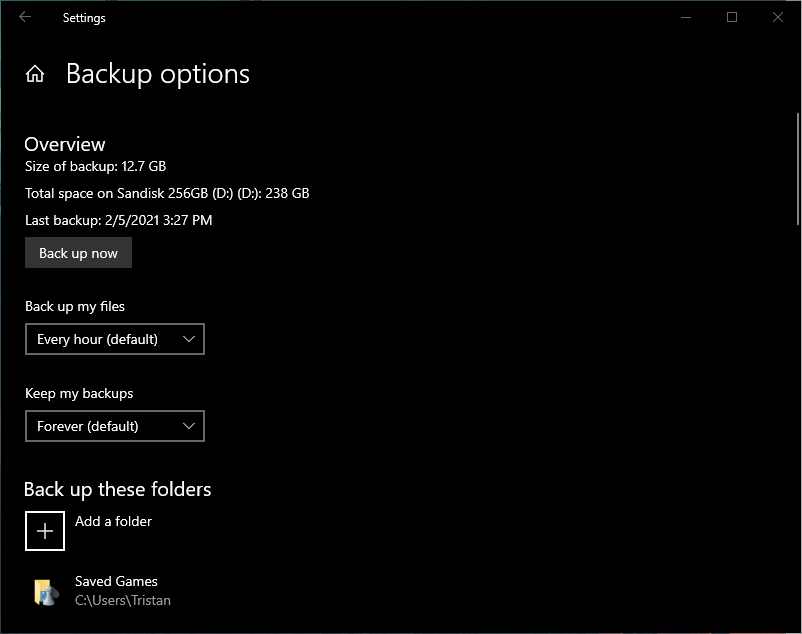 Settings
Backup options
Overview
Size of backup: 12.7 GB
Total space on Sandisk 256GB (D:) (D:): 238 GB
Last backup: 2/5/2021 3:27 PM
Back up now
Back up my files
Every hour (default)
Keep my backups
Forever (default)
Back up these folders
Add a folder
Saved Games
C:\Users\Tristan